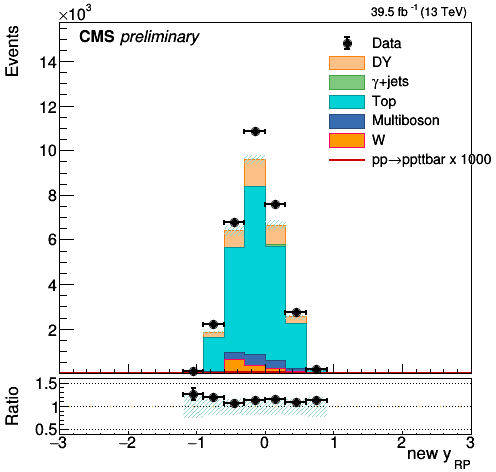 ×10³
39.5 fb⁻¹ (13 TeV)
Events
CMS preliminary
Data
DY
γ+jets
Top
Multiboson
W
pp→ppttbar x 1000
14
12
10
8
6
4
2
Ratio
1.5
1
0.5
−3 −2 −1 0 1 2 3
new y_RP